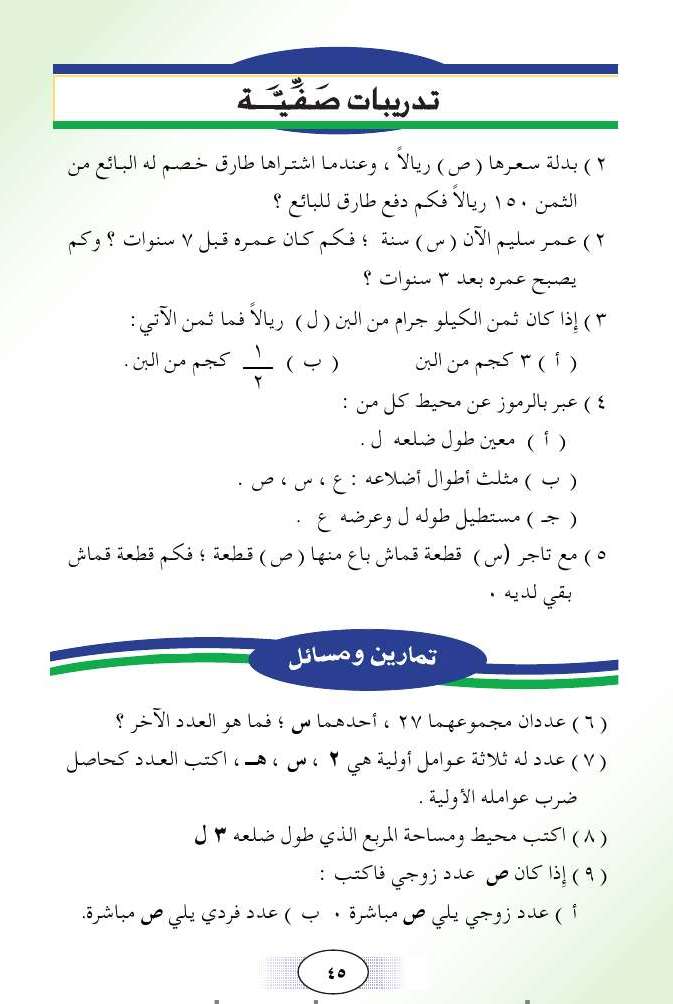 تدريبات صَفِّيَّــة
٢ ) بدلة سعرها ( ص ) ريالاً ، وعندما اشتراها طارق خصم له البائع من
الثمن ١٥٠ ريالاً فكم دفع طارق للبائع ؟
٢ ) عمر سليم الآن ( س ) سنة ؛ فكم كان عمره قبل ٧ سنوات ؟ وكم
يصبح عمره بعد ٣ سنوات ؟
٣ ) إذا كان ثمن الكيلو جرام من البن ( ل ) ريالاً فما ثمن الآتي :
( أ ) ٣ كجم من البن ( ب ) ١/٢ كجم من البن .
٤ ) عبر بالرموز عن محيط كل من :
( أ ) معين طول ضلعه ل .
( ب ) مثلث أطوال أضلاعه : ع ، س ، ص .
( جـ ) مستطيل طوله ل وعرضه ع .
٥ ) مع تاجر (س) قطعة قماش باع منها ( ص ) قطعة ؛ فكم قطعة قماش
بقي لديه ٠
تمارين ومسائل
( ٦ ) عددان مجموعهما ٢٧ ، أحدهما س ؛ فما هو العدد الآخر ؟
( ٧ ) عدد له ثلاثة عوامل أولية هي ٢ ، س ، هـ ، اكتب العدد كحاصل
ضرب عوامله الأولية .
( ٨ ) اكتب محيط ومساحة المربع الذي طول ضلعه ٣ ل
( ٩ ) إذا كان ص عدد زوجي فاكتب :
أ ) عدد زوجي يلي ص مباشرة ٠ ب ) عدد فردي يلي ص مباشرة.
٤٥